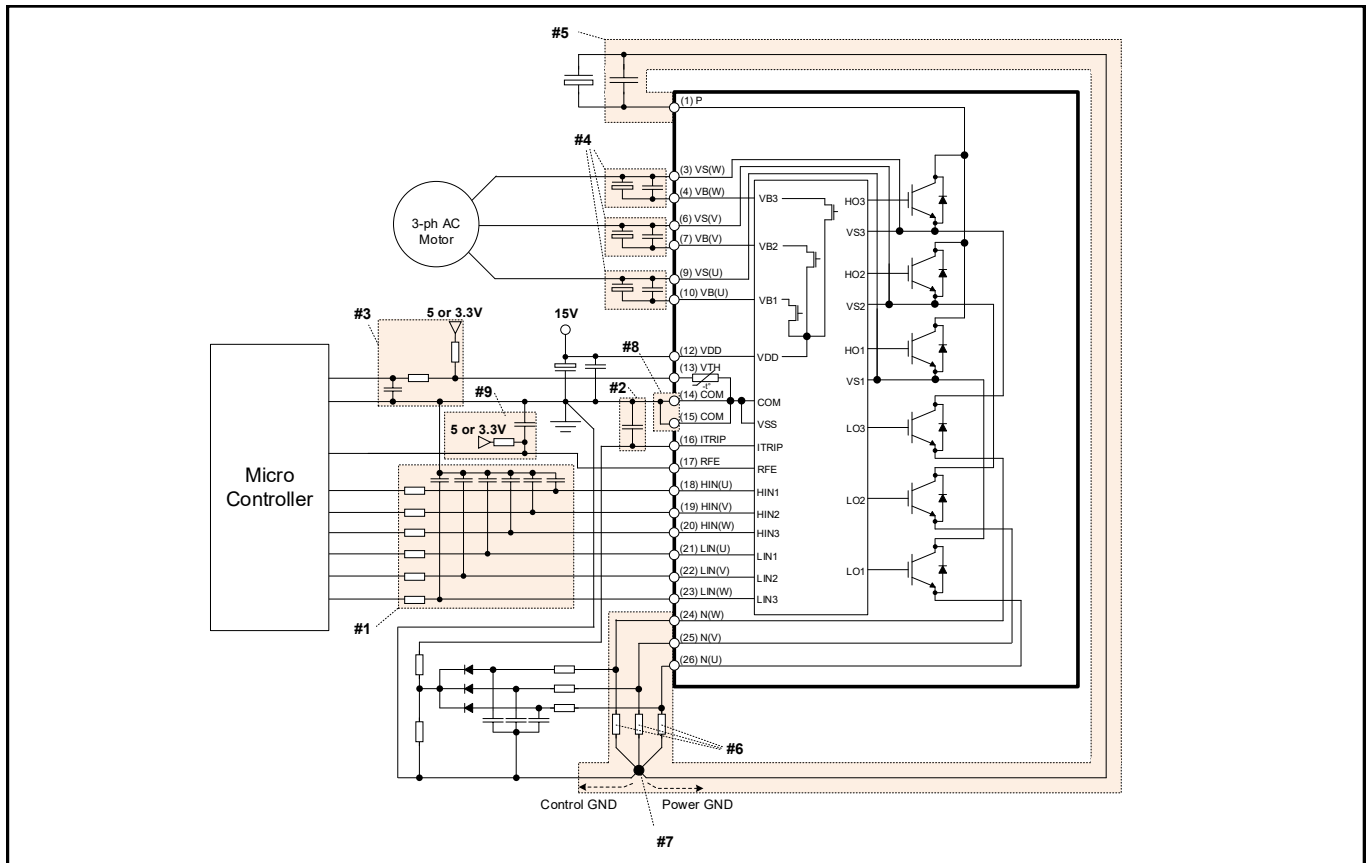 #5
(1) P
#4
3-ph AC
Motor
(3) VS(W)
(4) VB(W)
(6) VS(V)
(7) VB(V)
(9) VS(U)
(10) VB(U)
VB3
VB2
VB1
HO3
VS3
HO2
VS2
HO1
VS1
#3
5 or 3.3V
15V
#8
(12) VDD
VDD
(13) VTH
-t°
#2
(14) COM
COM
(15) COM
VSS
#9
5 or 3.3V
(16) ITRIP
ITRIP
(17) RFE
RFE
LO3
Micro
Controller
(18) HIN(U)
HIN1
(19) HIN(V)
HIN2
(20) HIN(W)
HIN3
(21) LIN(U)
LIN1
(22) LIN(V)
LIN2
(23) LIN(W)
LIN3
LO2
LO1
#1
(24) N(W)
(25) N(V)
(26) N(U)
#6
Control GND
Power GND
#7